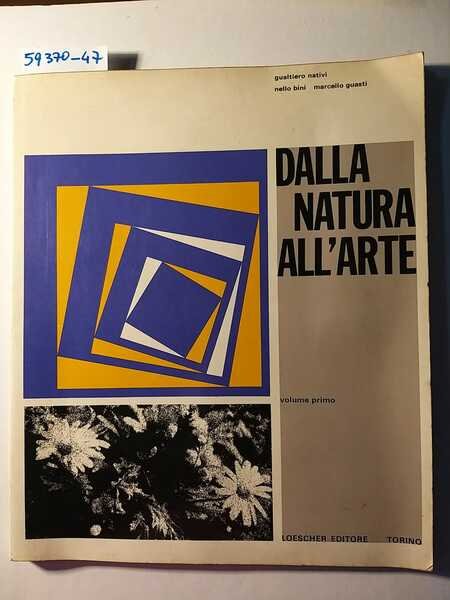 59370-47
gualtiero nativi
nello bini marcello guasti
DALLA
NATURA
ALL'ARTE
volume primo
LOESCHER EDITORE TORINO